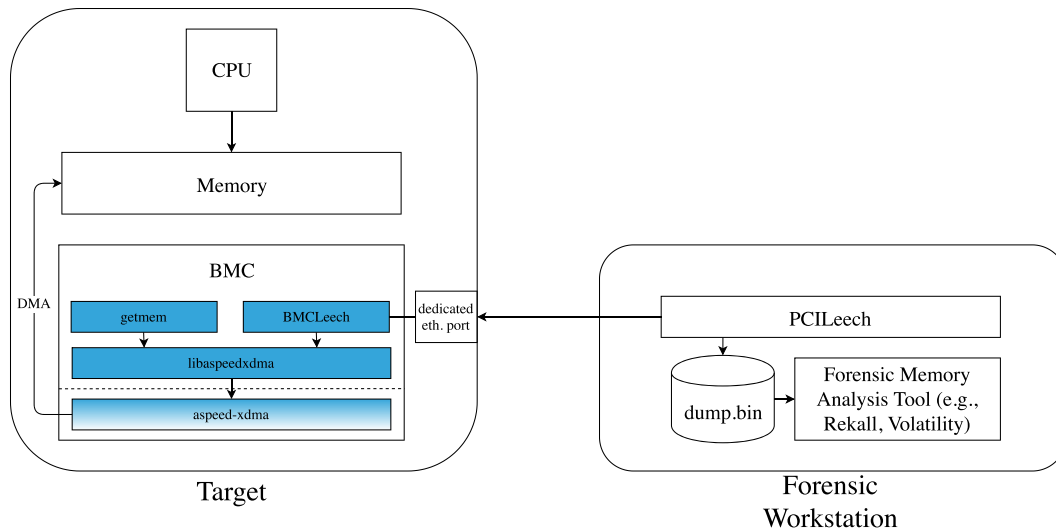 CPU
Memory
BMC
DMA
getmem
BMCLeech
libaspeedxdma
aspeed-xdma
dedicated
eth. port
Target
PCILeech
dump.bin
Forensic Memory
Analysis Tool (e.g.,
Rekall, Volatility)
Forensic
Workstation